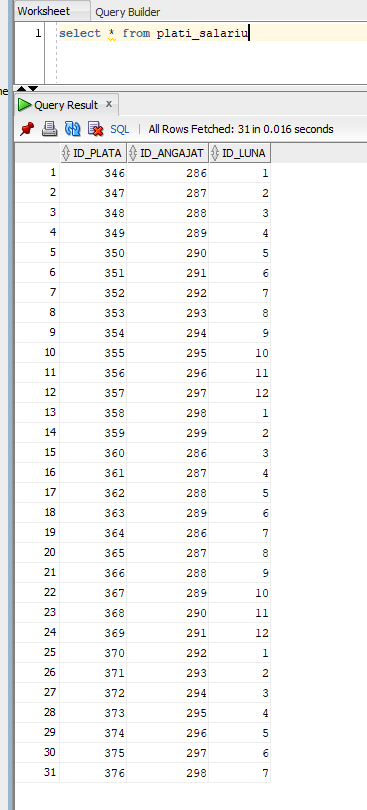 Worksheet Query Builder
ne
1 select * from plati_salariu
Query Result x
SQL | All Rows Fetched: 31 in 0.016 seconds
ID_PLATA ID_ANGAJAT ID_LUNA
1 346 286 1
2 347 287 2
3 348 288 3
4 349 289 4
5 350 290 5
6 351 291 6
7 352 292 7
8 353 293 8
9 354 294 9
10 355 295 10
11 356 296 11
12 357 297 12
13 358 298 1
14 359 299 2
15 360 286 3
16 361 287 4
17 362 288 5
18 363 289 6
19 364 286 7
20 365 287 8
21 366 288 9
22 367 289 10
23 368 290 11
24 369 291 12
25 370 292 1
26 371 293 2
27 372 294 3
28 373 295 4
29 374 296 5
30 375 297 6
31 376 298 7